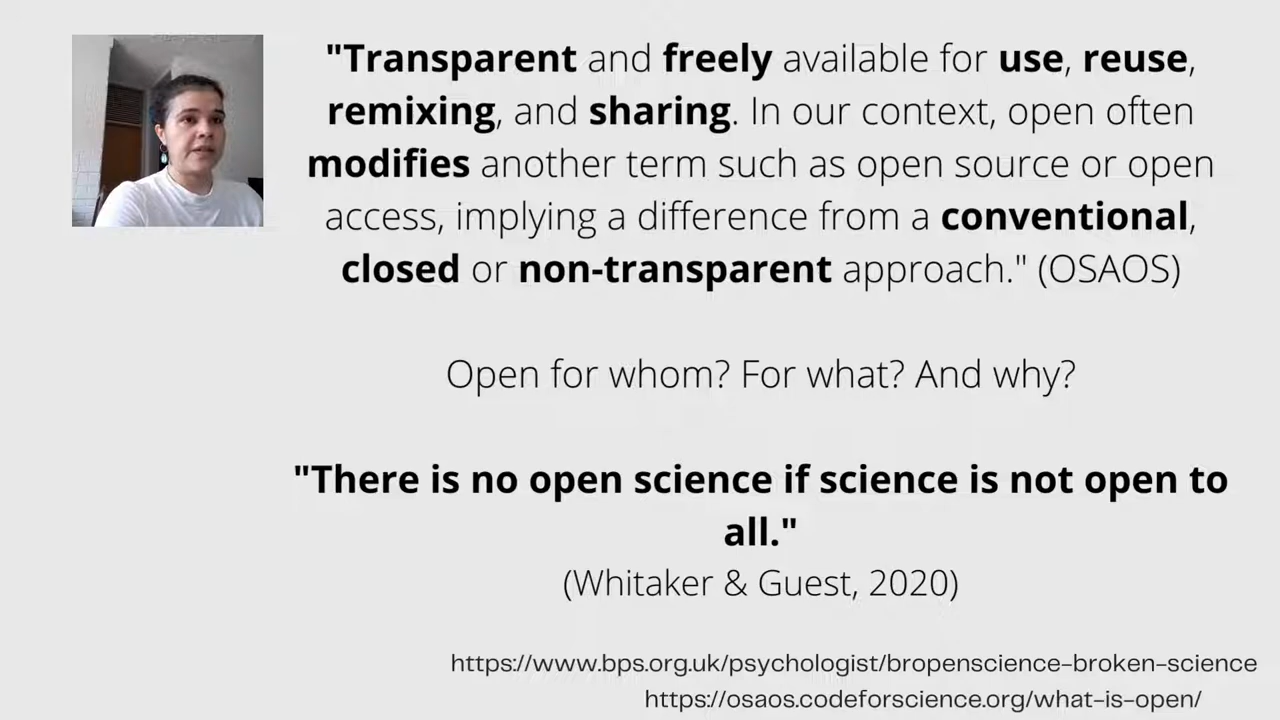 "Transparent and freely available for use, reuse,
remixing, and sharing. In our context, open often
modifies another term such as open source or open
access, implying a difference from a conventional,
closed or non-transparent approach." (OSAOS)
Open for whom? For what? And why?
"There is no open science if science is not open to
all."
(Whitaker & Guest, 2020)
https://www.bps.org.uk/psychologist/bropenscience-broken-science
https://osaos.codeforscience.org/what-is-open/